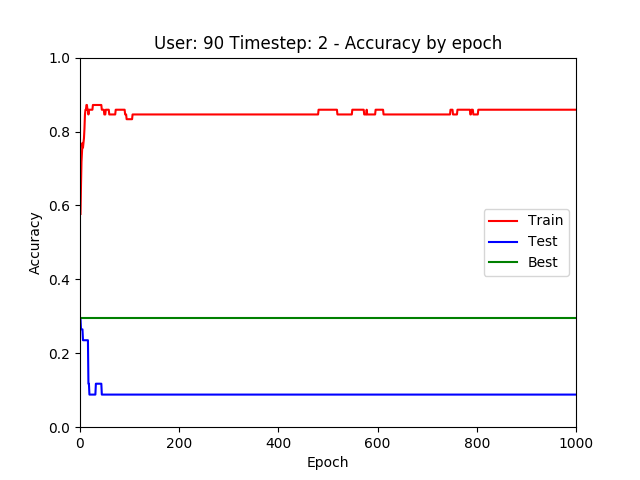 User: 90 Timestep: 2 - Accuracy by epoch
1.0
0.8
0.6
0.4
0.2
0.0
Accuracy
Train
Test
Best
0 200 400 600 800 1000
Epoch